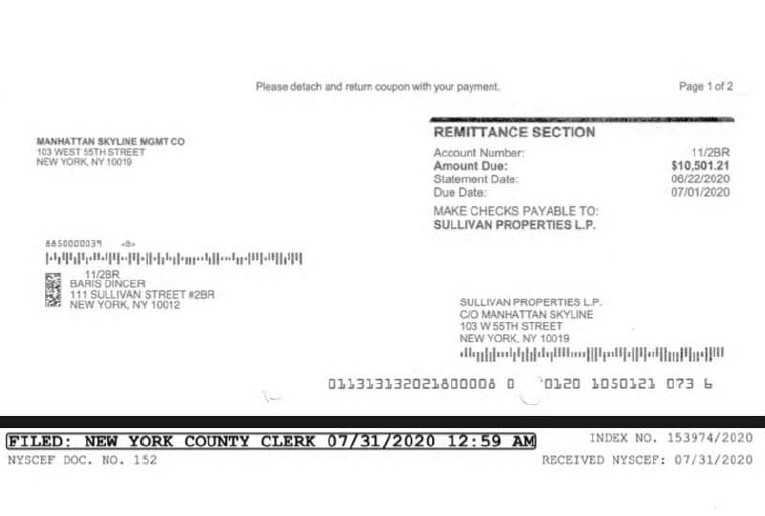 Please detach and return coupon with your payment.
Page 1 of 2
MANHATTAN SKYLINE MGMT CO
103 WEST 55TH STREET
NEW YORK, NY 10019
REMITTANCE SECTION
Account Number: 11/2BR
Amount Due: $10,501.21
Statement Date: 06/22/2020
Due Date: 07/01/2020
MAKE CHECKS PAYABLE TO:
SULLIVAN PROPERTIES L.P.
8850000039 <B>
11/2BR
BARIS DINCER
111 SULLIVAN STREET #2BR
NEW YORK, NY 10012
SULLIVAN PROPERTIES L.P.
C/O MANHATTAN SKYLINE
103 W 55TH STREET
NEW YORK, NY 10019
011313132021800008 0 0120 1050121 073 6
FILED: NEW YORK COUNTY CLERK 07/31/2020 12:59 AM
INDEX NO. 153974/2020
NYSCEF DOC. NO. 152
RECEIVED NYSCEF: 07/31/2020